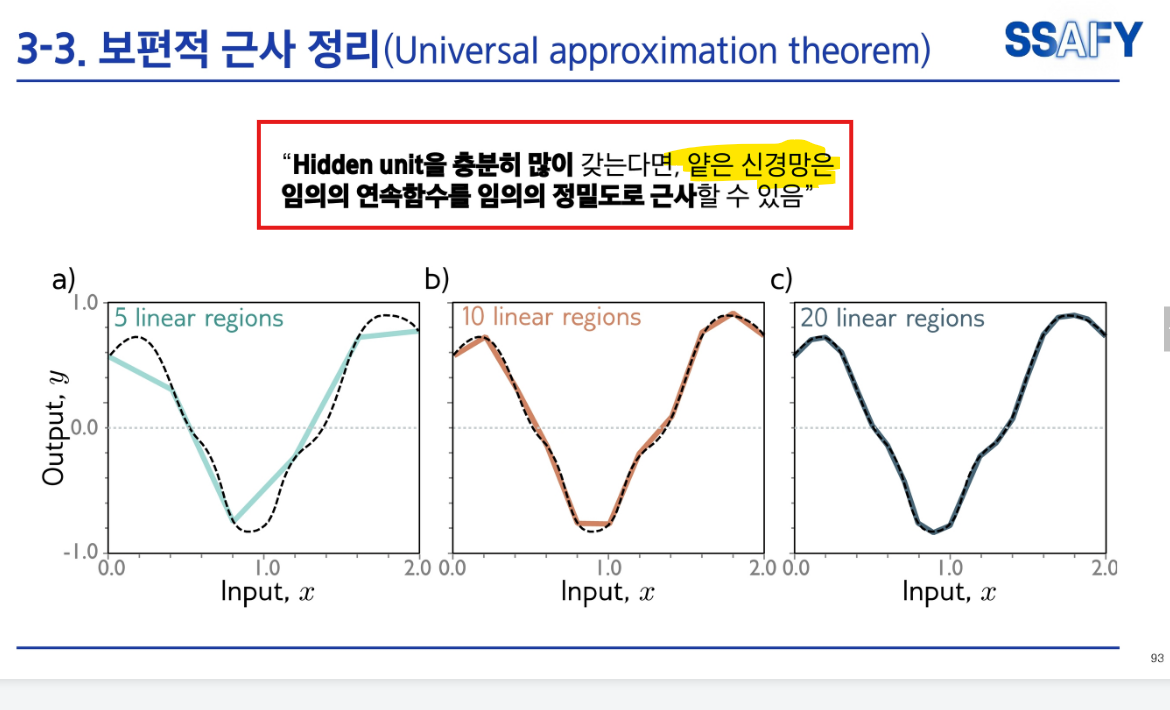 3-3. 보편적 근사 정리(Universal approximation theorem)
SSAFY
“Hidden unit을 충분히 많이 갖는다면, 얕은 신경망은
임의의 연속함수를 임의의 정밀도로 근사할 수 있음”
a)
b)
c)
5 linear regions
10 linear regions
20 linear regions
Output, y
1.0
0.0
-1.0
0.0 1.0 2.0
0.0 1.0 2.0
0.0 1.0 2.0
Input, x
Input, x
Input, x
93